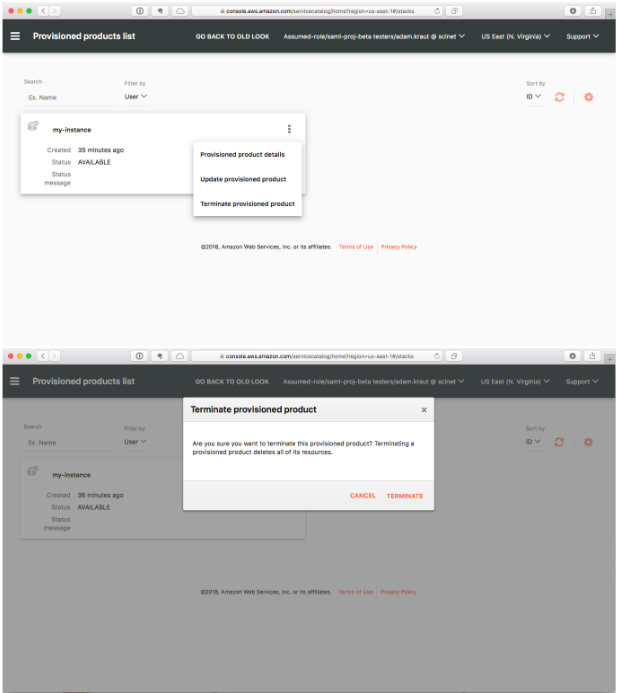 console.aws.amazon.com/servicecatalog/home?region=us-east-1#/stacks
Provisioned products list GO BACK TO OLD LOOK Assumed-role/saml-proj-beta testers/adam.kraut @ scinet US East (N. Virginia) Support
Search Filter by Sort by
Ex. Name User ID
my-instance
Created 35 minutes ago
Provisioned product details
Status AVAILABLE
Status
message
Update provisioned product
Terminate provisioned product
©2018, Amazon Web Services, Inc. or its affiliates. Terms of Use Privacy Policy
console.aws.amazon.com/servicecatalog/home?region=us-east-1#/stacks
Provisioned products list GO BACK TO OLD LOOK Assumed-role/saml-proj-beta testers/adam.kraut @ scinet US East (N. Virginia) Support
Terminate provisioned product ×
Search Filter by Sort by
Ex. Name User ID
Are you sure you want to terminate this provisioned product? Terminating a
provisioned product deletes all of its resources.
my-instance
Created 36 minutes ago
CANCEL TERMINATE
Status AVAILABLE
Status
message
©2018, Amazon Web Services, Inc. or its affiliates. Terms of Use Privacy Policy